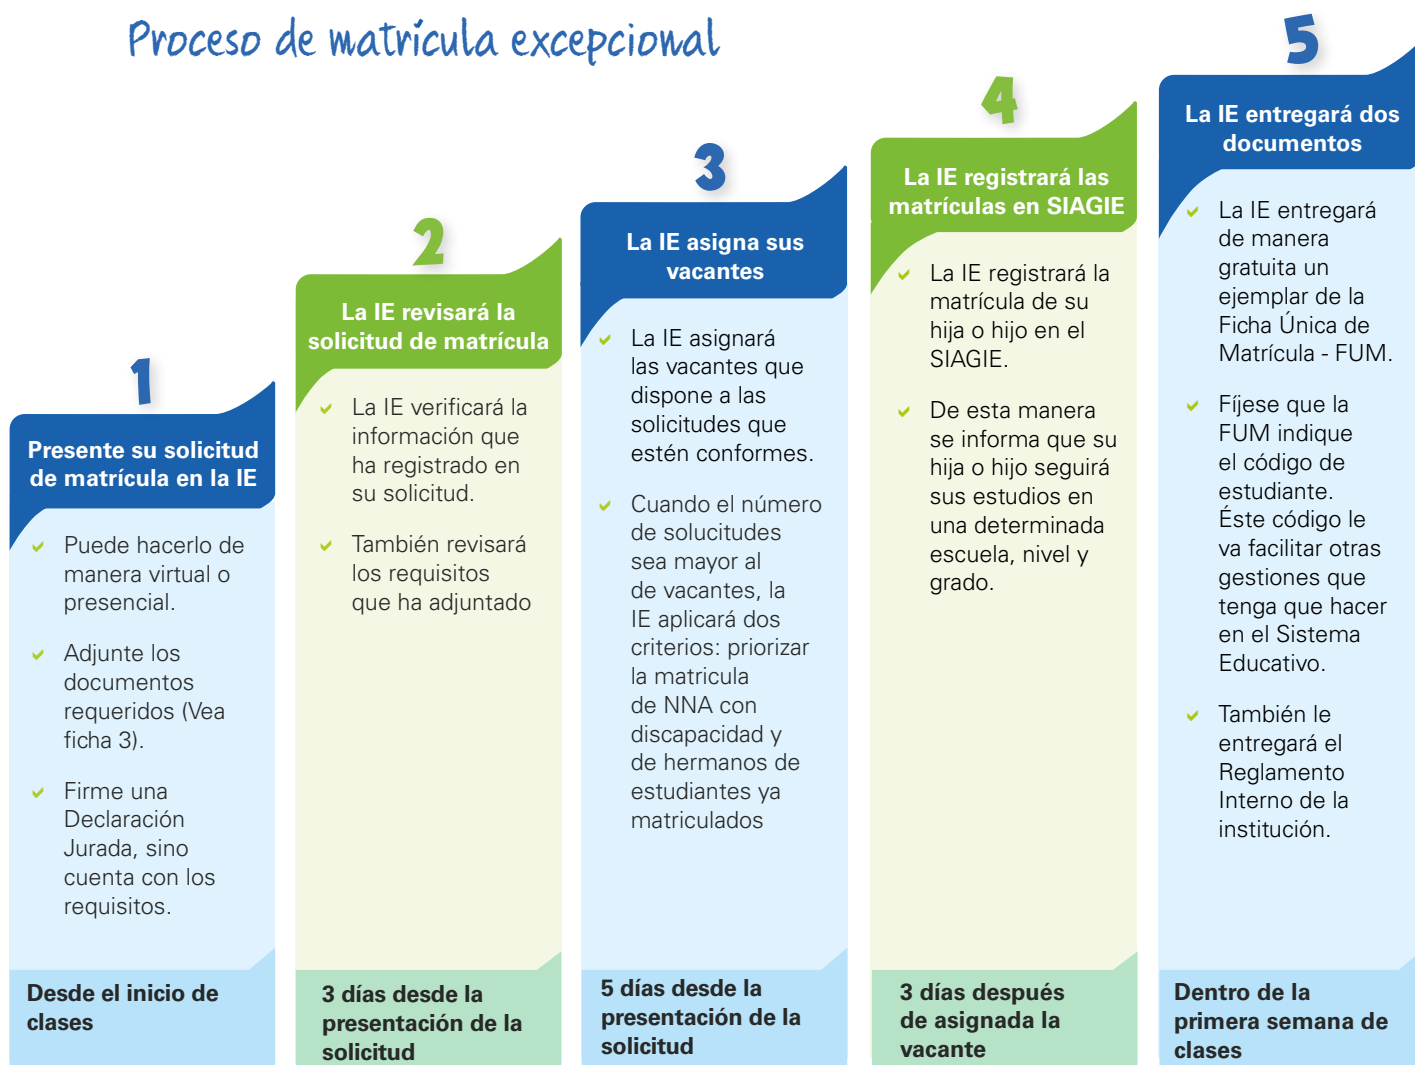 Proceso de matrícula excepcional
1
Presente su solicitud
de matrícula en la IE
Puede hacerlo de
manera virtual o
presencial.
Adjunte los
documentos
requeridos (Vea
ficha 3).
Firme una
Declaración
Jurada, sino
cuenta con los
requisitos.
Desde el inicio de
clases
2
La IE revisará la
solicitud de matrícula
La IE verificará la
información que
ha registrado en
su solicitud.
También revisará
los requisitos
que ha adjuntado
3 días desde la
presentación de la
solicitud
3
La IE asigna sus
vacantes
La IE asignará
las vacantes que
dispone a las
solicitudes que
estén conformes.
Cuando el número
de solucitudes
sea mayor al
de vacantes, la
IE aplicará dos
criterios: priorizar
la matricula
de NNA con
discapacidad y
de hermanos de
estudiantes ya
matriculados
5 días desde la
presentación de la
solicitud
4
La IE registrará las
matrículas en SIAGIE
La IE registrará la
matrícula de su
hija o hijo en el
SIAGIE.
De esta manera
se informa que su
hija o hijo seguirá
sus estudios en
una determinada
escuela, nivel y
grado.
3 días después
de asignada la
vacante
5
La IE entregará dos
documentos
La IE entregará
de manera
gratuita un
ejemplar de la
Ficha Única de
Matrícula - FUM.
Fíjese que la
FUM indique
el código de
estudiante.
Éste código le
va facilitar otras
gestiones que
tenga que hacer
en el Sistema
Educativo.
También le
entregará el
Reglamento
Interno de la
institución.
Dentro de la
primera semana de
clases